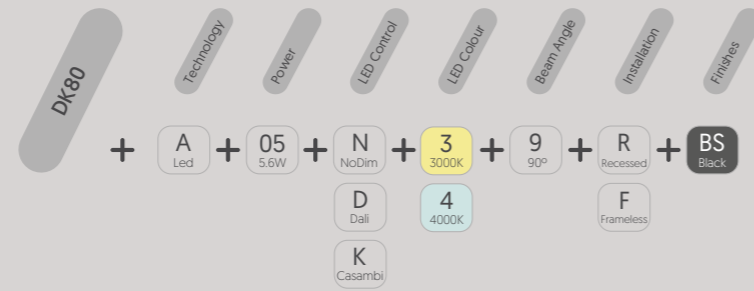 DK80
Technology
Power
LED Control
LED Colour
Beam Angle
Installation
Finishes
+ A + 05 + N + 3 + 9 + R + BS
Led 5.6W NoDim 3000K 90º Recessed Black
D 4 F
Dali 4000K Frameless
K
Casambi